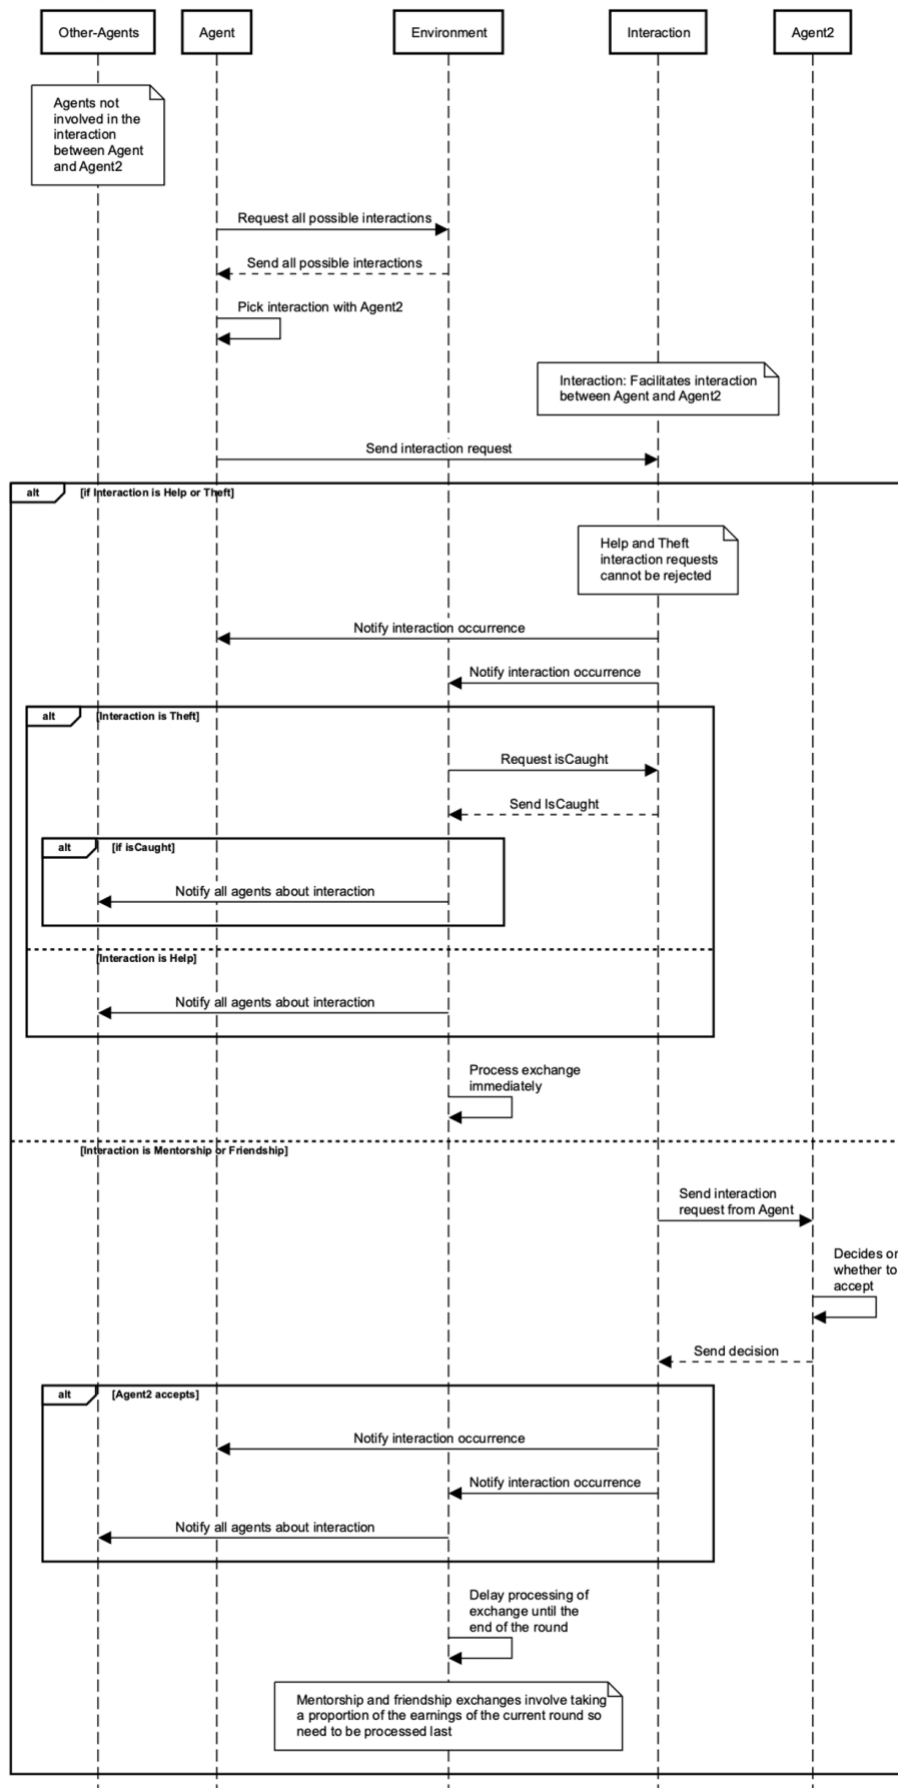 Other-Agents
Agent
Environment
Interaction
Agent2
Agents not
involved in the
interaction
between Agent
and Agent2
Request all possible interactions
Send all possible interactions
Pick interaction with Agent2
Interaction: Facilitates interaction
between Agent and Agent2
Send interaction request
alt
[if Interaction is Help or Theft]
Help and Theft
interaction requests
cannot be rejected
Notify interaction occurrence
Notify interaction occurrence
alt
[Interaction is Theft]
Request isCaught
Send IsCaught
alt
[if isCaught]
Notify all agents about interaction
[Interaction is Help]
Notify all agents about interaction
Process exchange
immediately
[Interaction is Mentorship or Friendship]
Send interaction
request from Agent
Decides on
whether to
accept
Send decision
alt
[Agent2 accepts]
Notify interaction occurrence
Notify interaction occurrence
Notify all agents about interaction
Delay processing of
exchange until the
end of the round
Mentorship and friendship exchanges involve taking
a proportion of the earnings of the current round so
need to be processed last